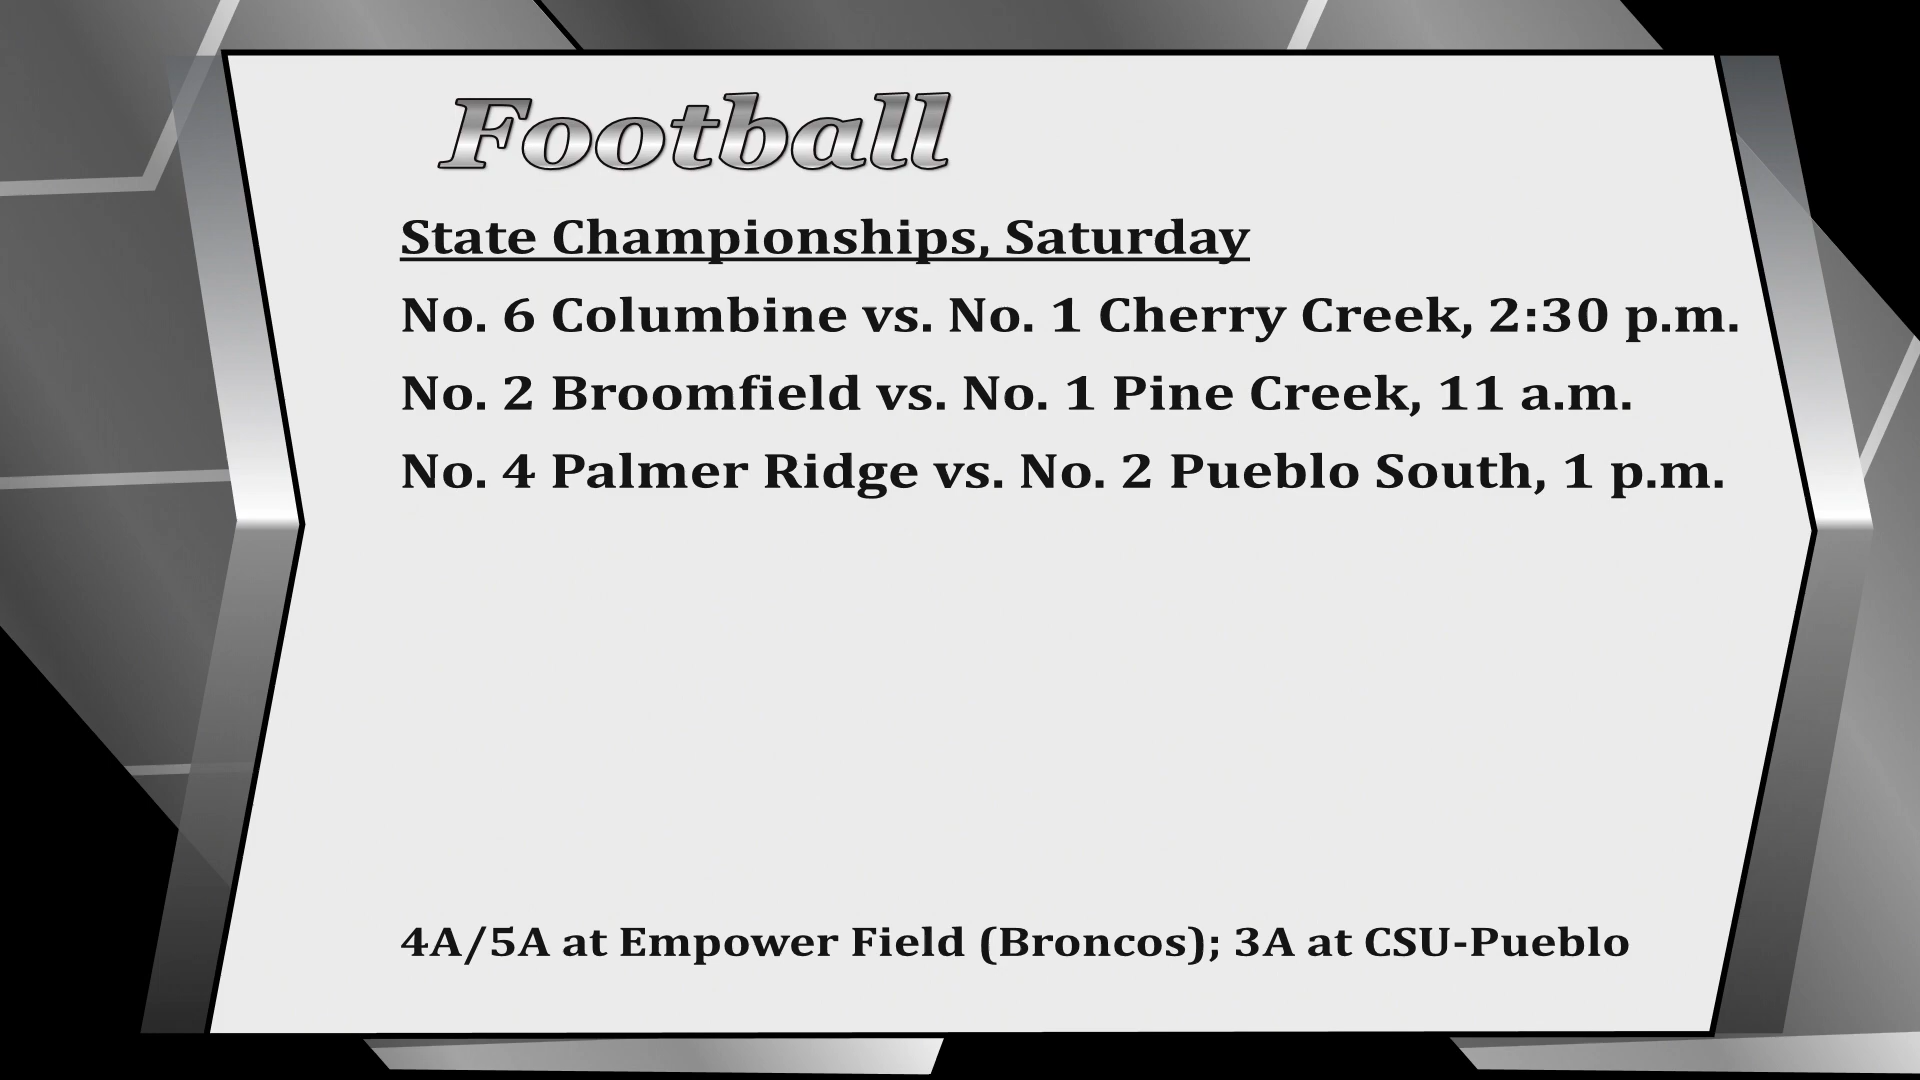 Football
State Championships, Saturday
No. 6 Columbine vs. No. 1 Cherry Creek, 2:30 p.m.
No. 2 Broomfield vs. No. 1 Pine Creek, 11 a.m.
No. 4 Palmer Ridge vs. No. 2 Pueblo South, 1 p.m.
4A/5A at Empower Field (Broncos); 3A at CSU-Pueblo